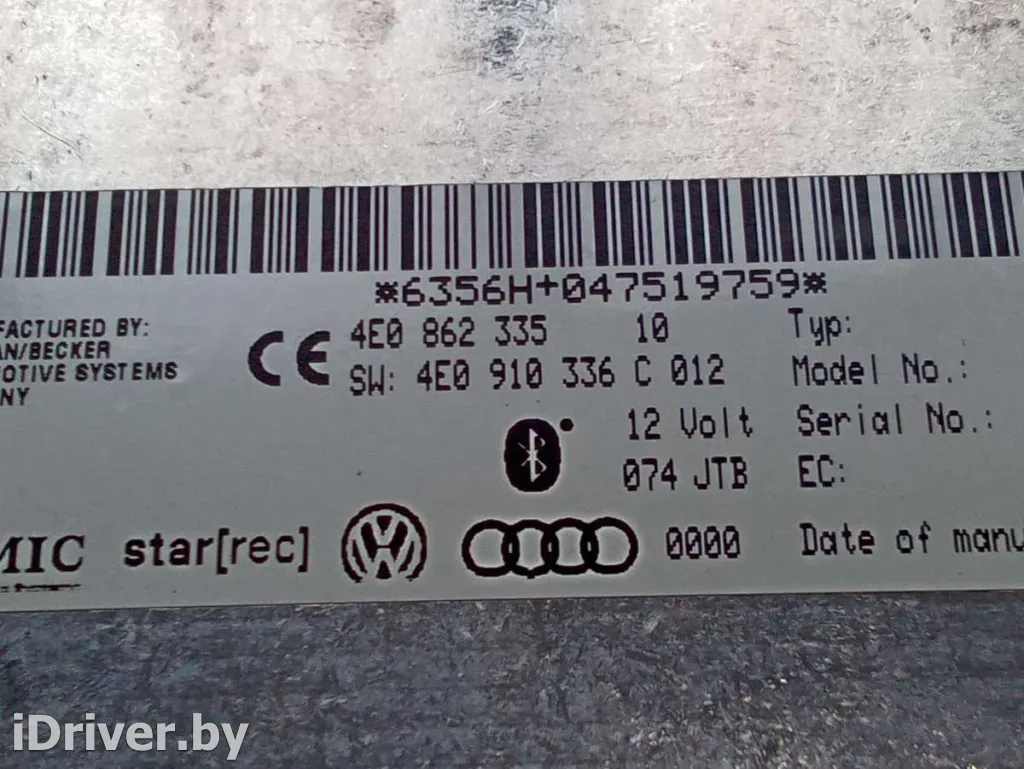 *6356H+047519759*
FACTURED BY:
AN/BECKER
MOTIVE SYSTEMS
NY
4E0 862 335 10 Typ:
SW: 4E0 910 336 C 012 Model No.:
12 Volt Serial No.:
074 JTB EC:
MIC star[rec] 0000 Date of manu
iDriver.by